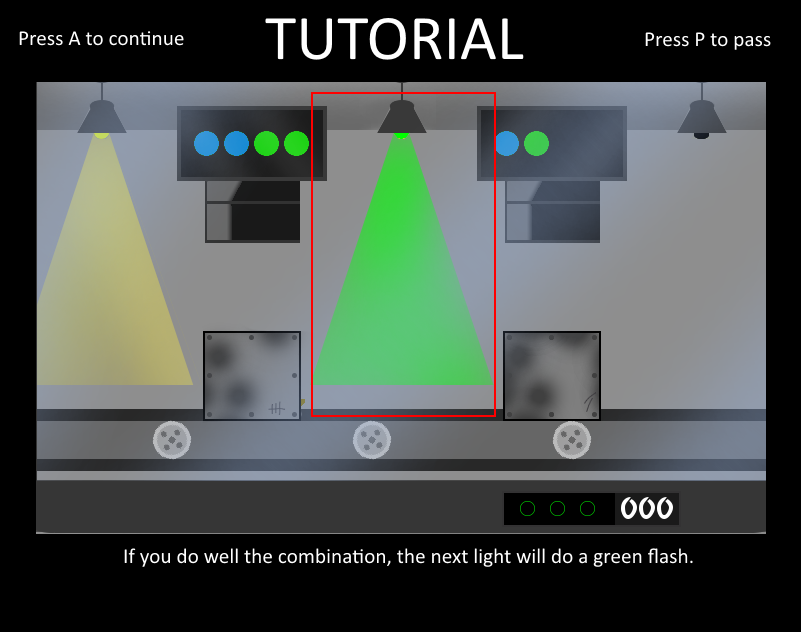 TUTORIAL
Press A to continue
Press P to pass
000
If you do well the combination, the next light will do a green flash.